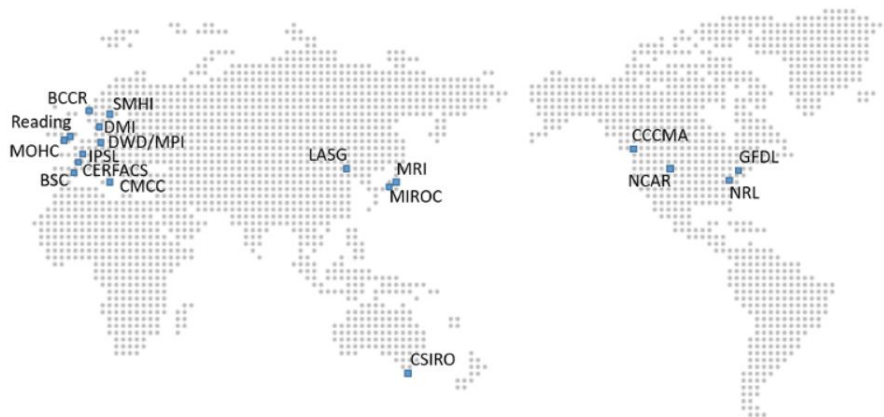 BCCR
SMHI
Reading
DMI
MOHC
DWD/MPI
IPSL
CERFACS
BSC
CMCC
LASG
MRI
MIROC
CCCMA
GFDL
NCAR
NRL
CSIRO